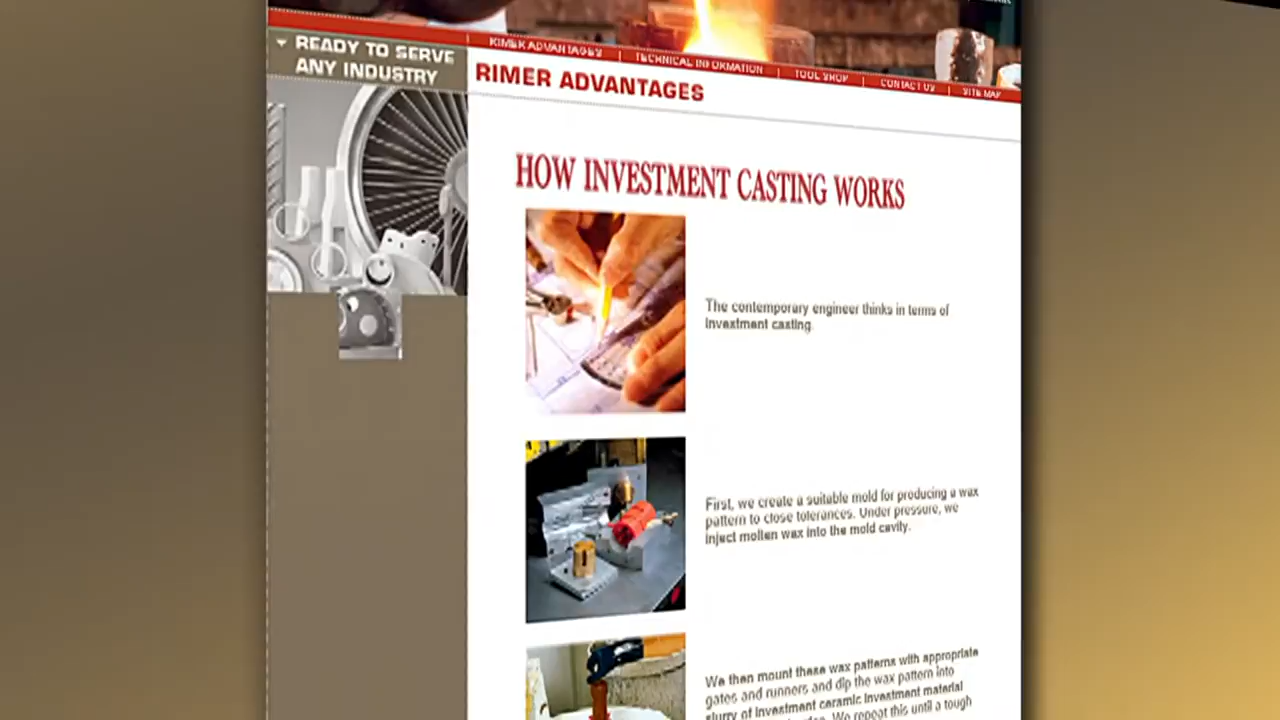 READY TO SERVE
ANY INDUSTRY
RIMER ADVANTAGES
TECHNICAL INFORMATION
TOOL SHOP
CONTACT US
SITE MAP
RIMER ADVANTAGES
HOW INVESTMENT CASTING WORKS
The contemporary engineer thinks in terms of
investment casting.
First, we create a suitable mold for producing a wax
pattern to close tolerances. Under pressure, we
inject molten wax into the mold cavity.
We then mount these wax patterns with appropriate
gates and runners and dip the wax pattern into
slurry of investment ceramic investment material
We repeat this until a tough